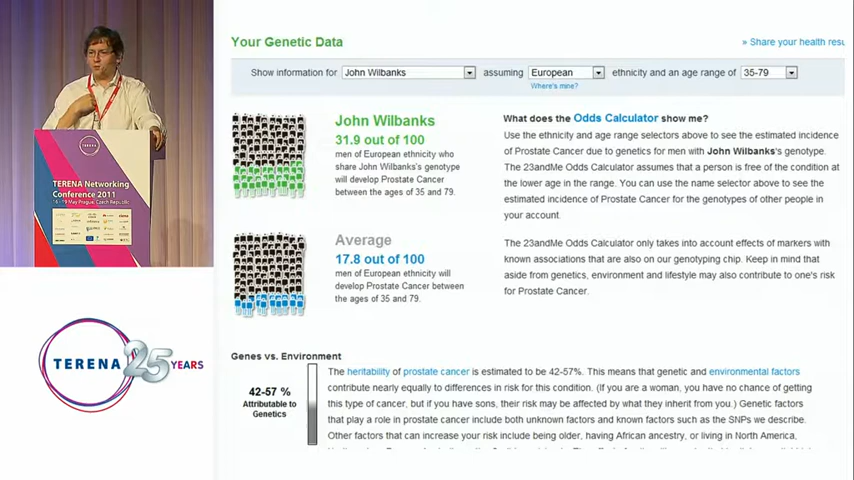 TERENA
TERENA Networking
Conference 2011
16 -19 May Prague, Czech Republic
TERENA 25 YEARS
Your Genetic Data
» Share your health resu
Show information for John Wilbanks assuming European ethnicity and an age range of 35-79
Where's mine?
John Wilbanks
31.9 out of 100
men of European ethnicity who
share John Wilbanks's genotype
will develop Prostate Cancer
between the ages of 35 and 79.
What does the Odds Calculator show me?
Use the ethnicity and age range selectors above to see the estimated incidence
of Prostate Cancer due to genetics for men with John Wilbanks's genotype.
The 23andMe Odds Calculator assumes that a person is free of the condition at
the lower age in the range. You can use the name selector above to see the
estimated incidence of Prostate Cancer for the genotypes of other people in
your account.
Average
17.8 out of 100
men of European ethnicity will
develop Prostate Cancer between
the ages of 35 and 79.
The 23andMe Odds Calculator only takes into account effects of markers with
known associations that are also on our genotyping chip. Keep in mind that
aside from genetics, environment and lifestyle may also contribute to one's risk
for Prostate Cancer.
Genes vs. Environment
42-57 %
Attributable to
Genetics
The heritability of prostate cancer is estimated to be 42-57%. This means that genetic and environmental factors
contribute nearly equally to differences in risk for this condition. (If you are a woman, you have no chance of getting
this type of cancer, but if you have sons, their risk may be affected by what they inherit from you.) Genetic factors
that play a role in prostate cancer include both unknown factors and known factors such as the SNPs we describe.
Other factors that can increase your risk include being older, having African ancestry, or living in North America,